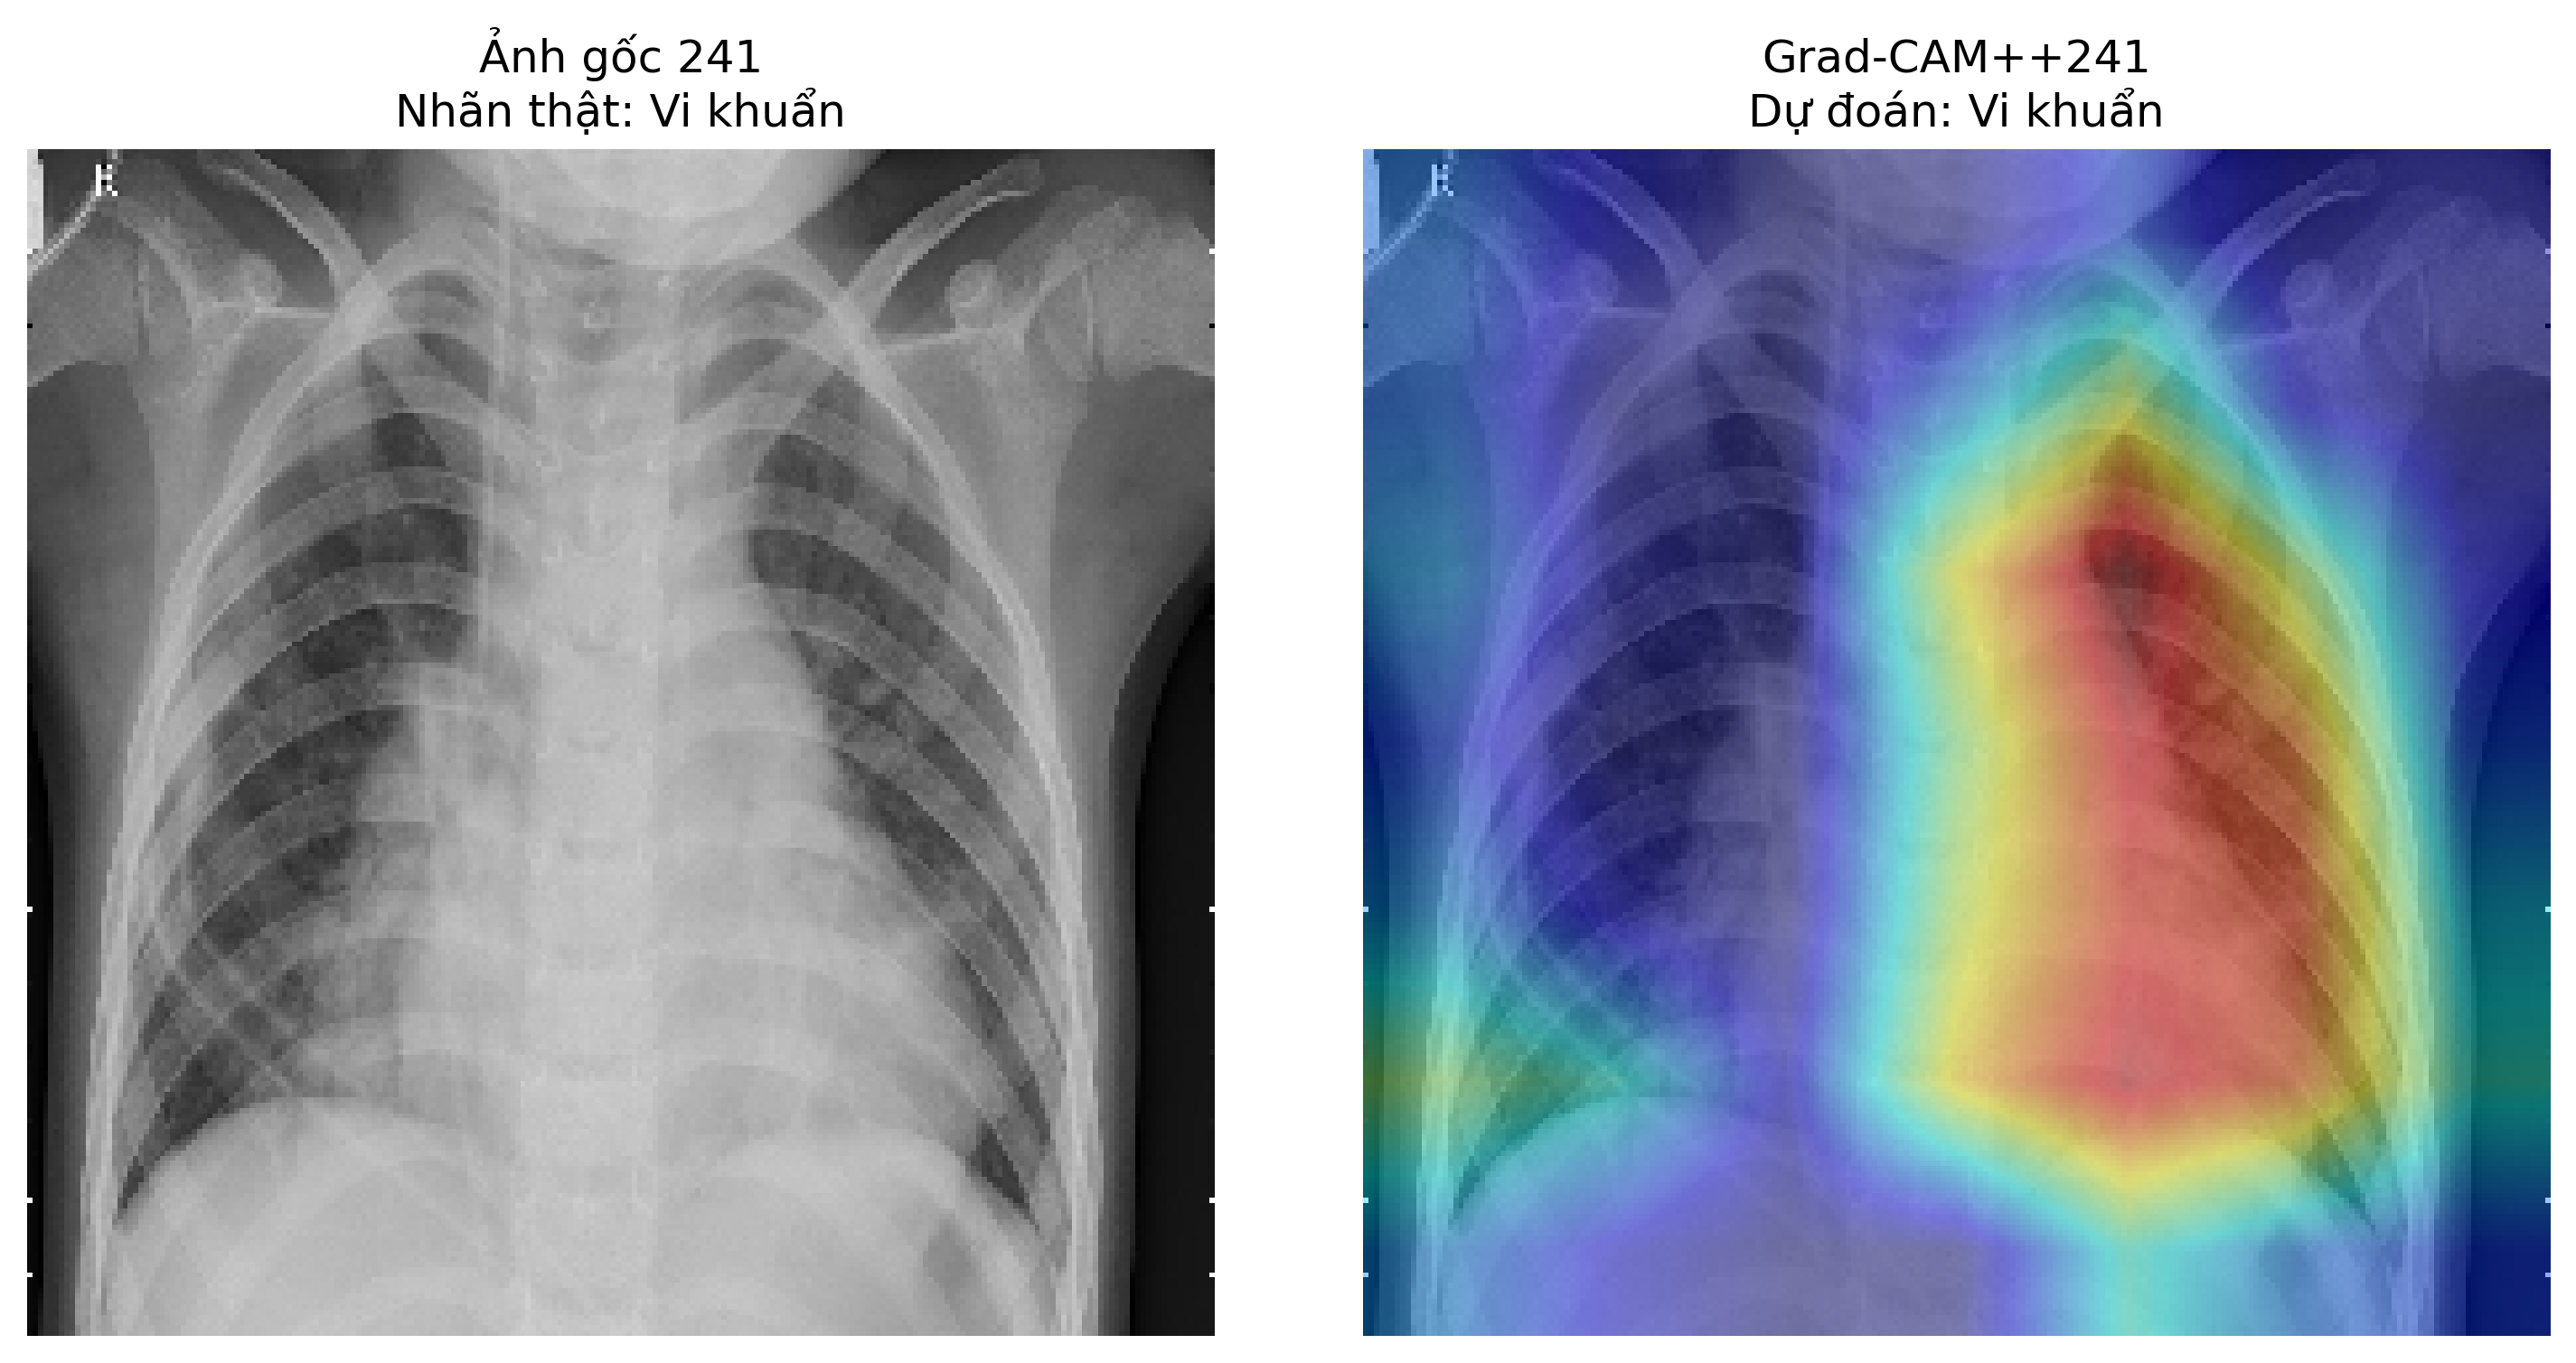 Ảnh gốc 241
Nhãn thật: Vi khuẩn
Grad-CAM++241
Dự đoán: Vi khuẩn
R
R